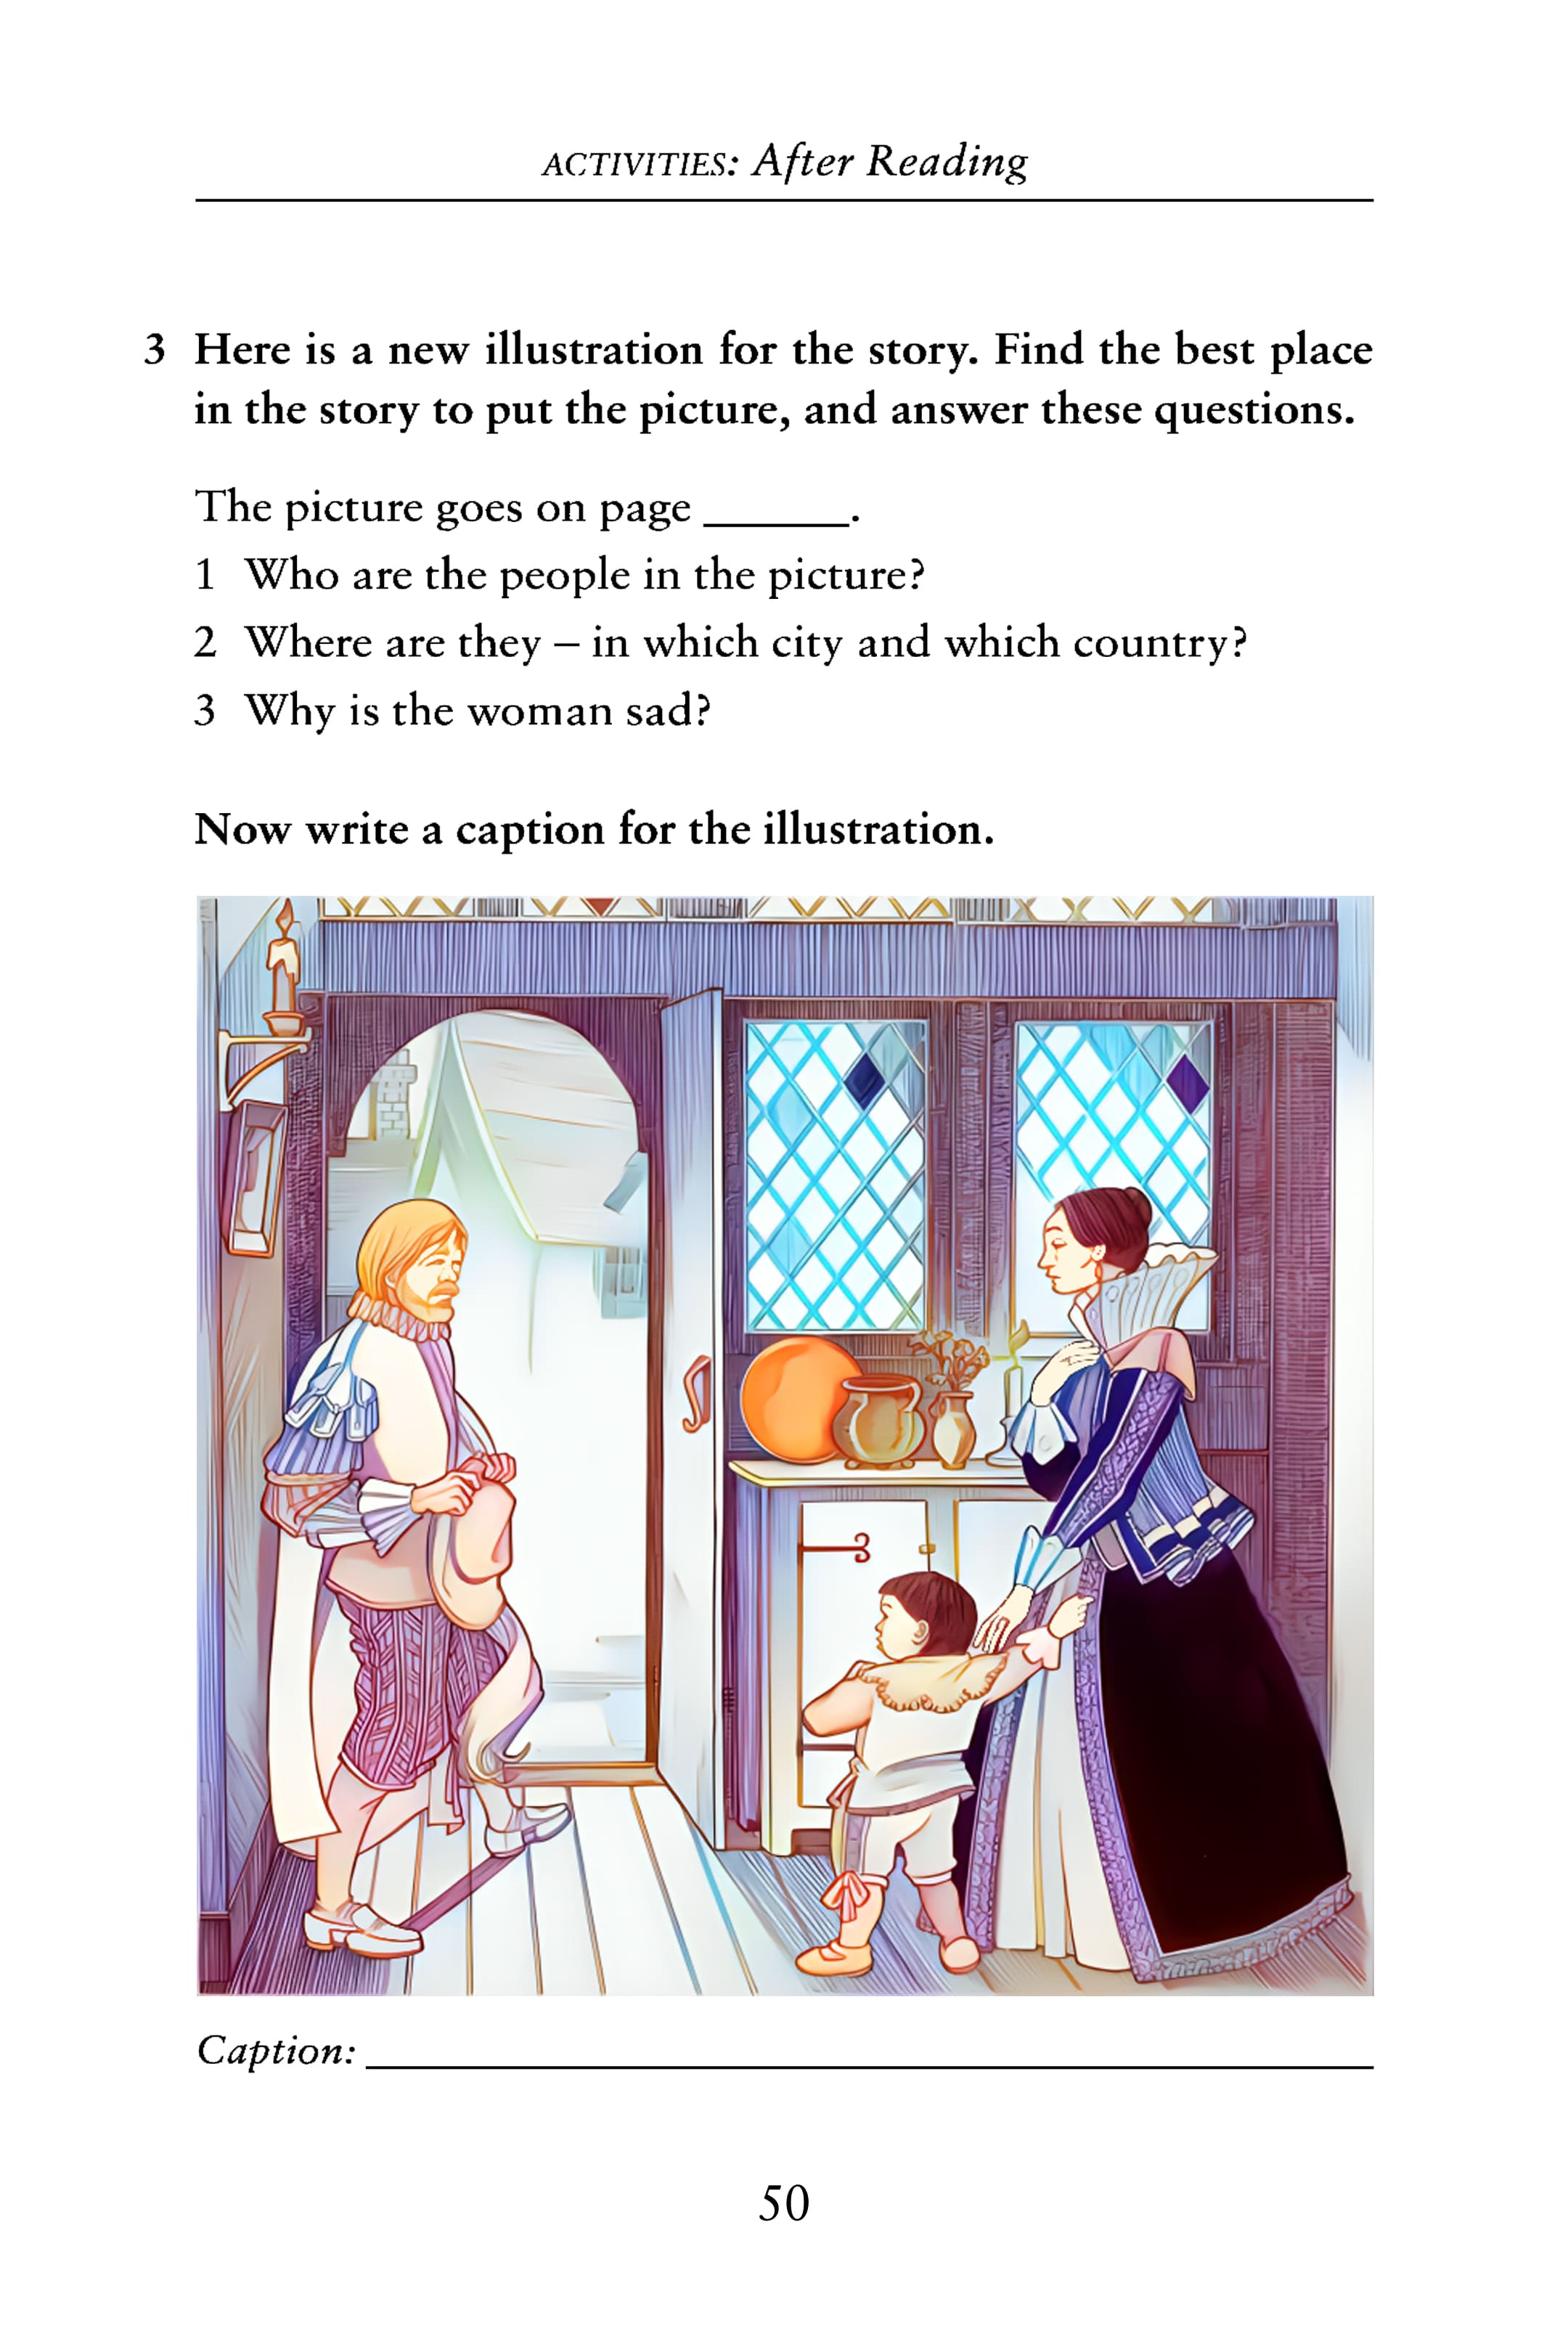 ACTIVITIES: After Reading
3 Here is a new illustration for the story. Find the best place
in the story to put the picture, and answer these questions.
The picture goes on page ______.
1 Who are the people in the picture?
2 Where are they – in which city and which country?
3 Why is the woman sad?
Now write a caption for the illustration.
Caption: ______
50